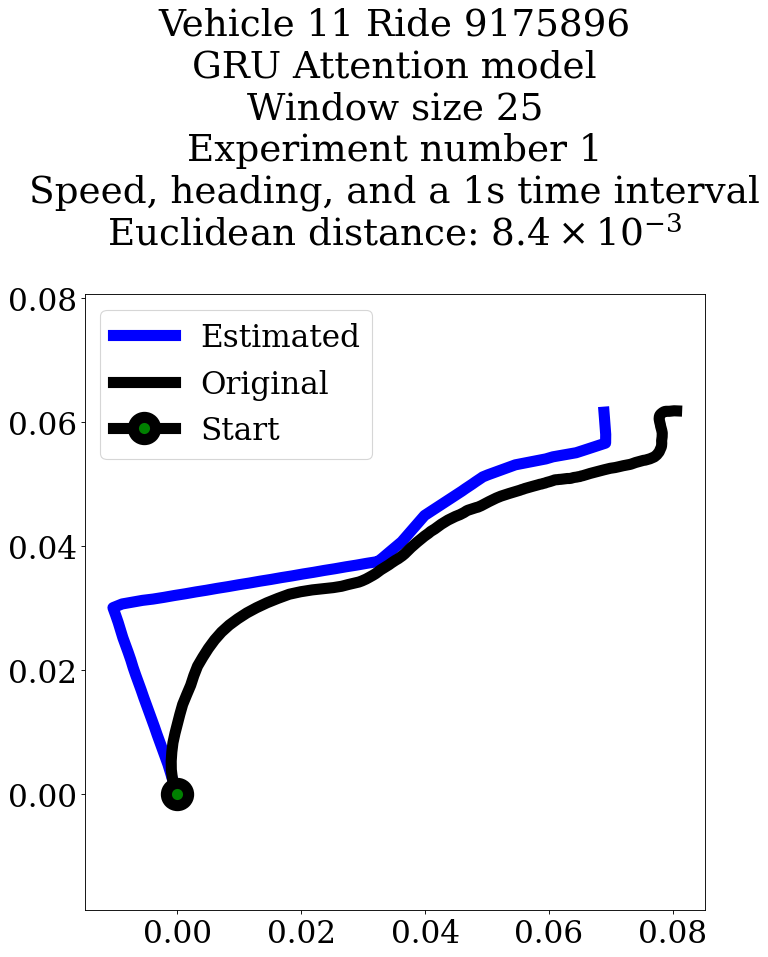 Vehicle 11 Ride 9175896
GRU Attention model
Window size 25
Experiment number 1
Speed, heading, and a 1s time interval
Euclidean distance: 8.4 × 10⁻³
0.08
0.06
0.04
0.02
0.00
Estimated
Original
Start
0.00 0.02 0.04 0.06 0.08